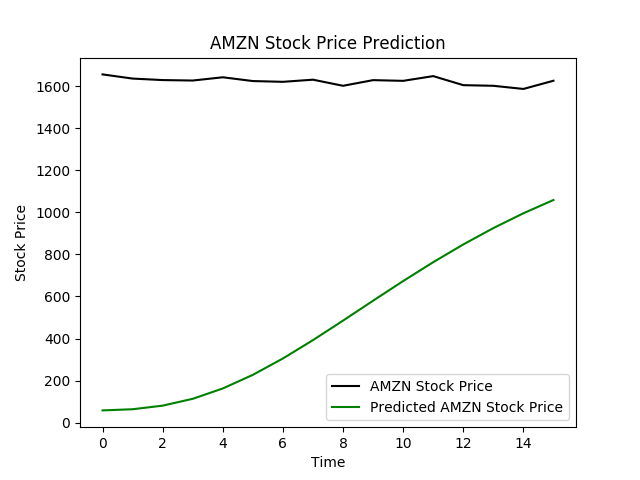 AMZN Stock Price Prediction
Stock Price
1600
1400
1200
1000
800
600
400
200
0
0 2 4 6 8 10 12 14
Time
AMZN Stock Price
Predicted AMZN Stock Price